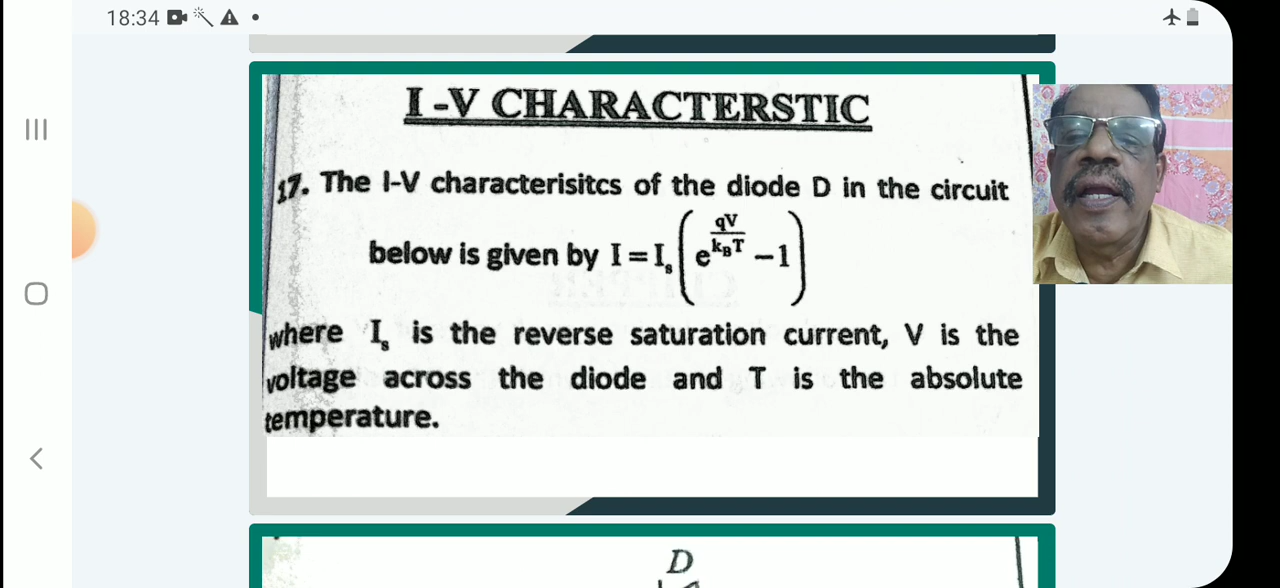 18:34
I-V CHARACTERSTIC
17. The I-V characterisitcs of the diode D in the circuit
below is given by I = Iₛ(e^(qV/k_BT) – 1)
where Iₛ is the reverse saturation current, V is the
voltage across the diode and T is the absolute
temperature.
D